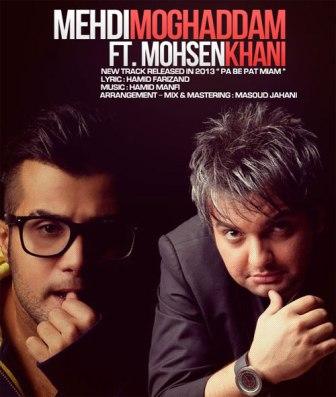 MEHDIMOGHADDAM
FT. MOHSENKHANI
NEW TRACK RELEASED IN 2013 " PA BE PAT MIAM "
LYRIC : HAMID FARIZAND
MUSIC : HAMID MANFI
ARRANGEMENT - MIX & MASTERING : MASOUD JAHANI